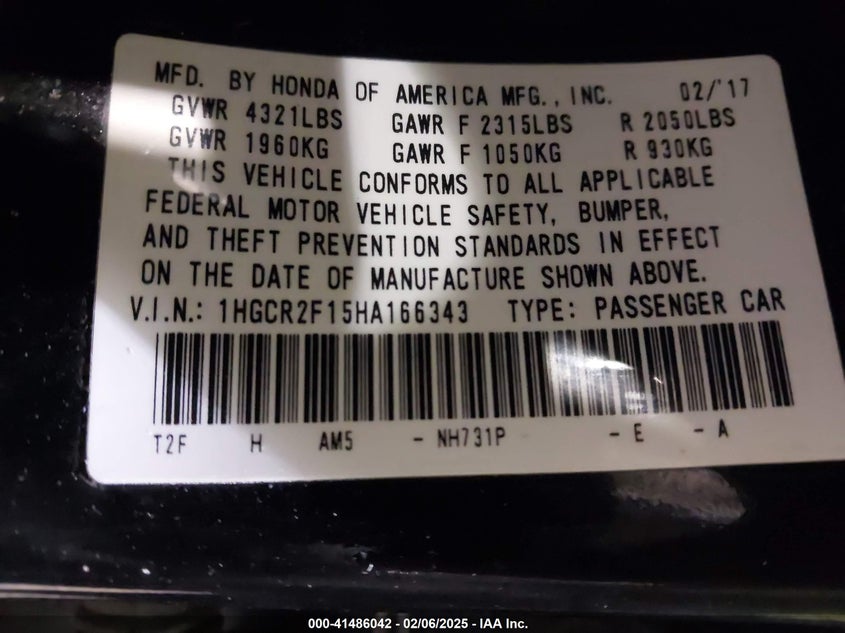 MFD. BY HONDA OF AMERICA MFG., INC. 02/'17
GVWR 4321LBS GAWR F 2315LBS R 2050LBS
GVWR 1960KG GAWR F 1050KG R 930KG
THIS VEHICLE CONFORMS TO ALL APPLICABLE
FEDERAL MOTOR VEHICLE SAFETY, BUMPER,
AND THEFT PREVENTION STANDARDS IN EFFECT
ON THE DATE OF MANUFACTURE SHOWN ABOVE.
V.I.N.: 1HGCR2F15HA166343 TYPE: PASSENGER CAR
T2F H AM5 - NH731P - E - A
000-41486042 - 02/06/2025 - IAA Inc.